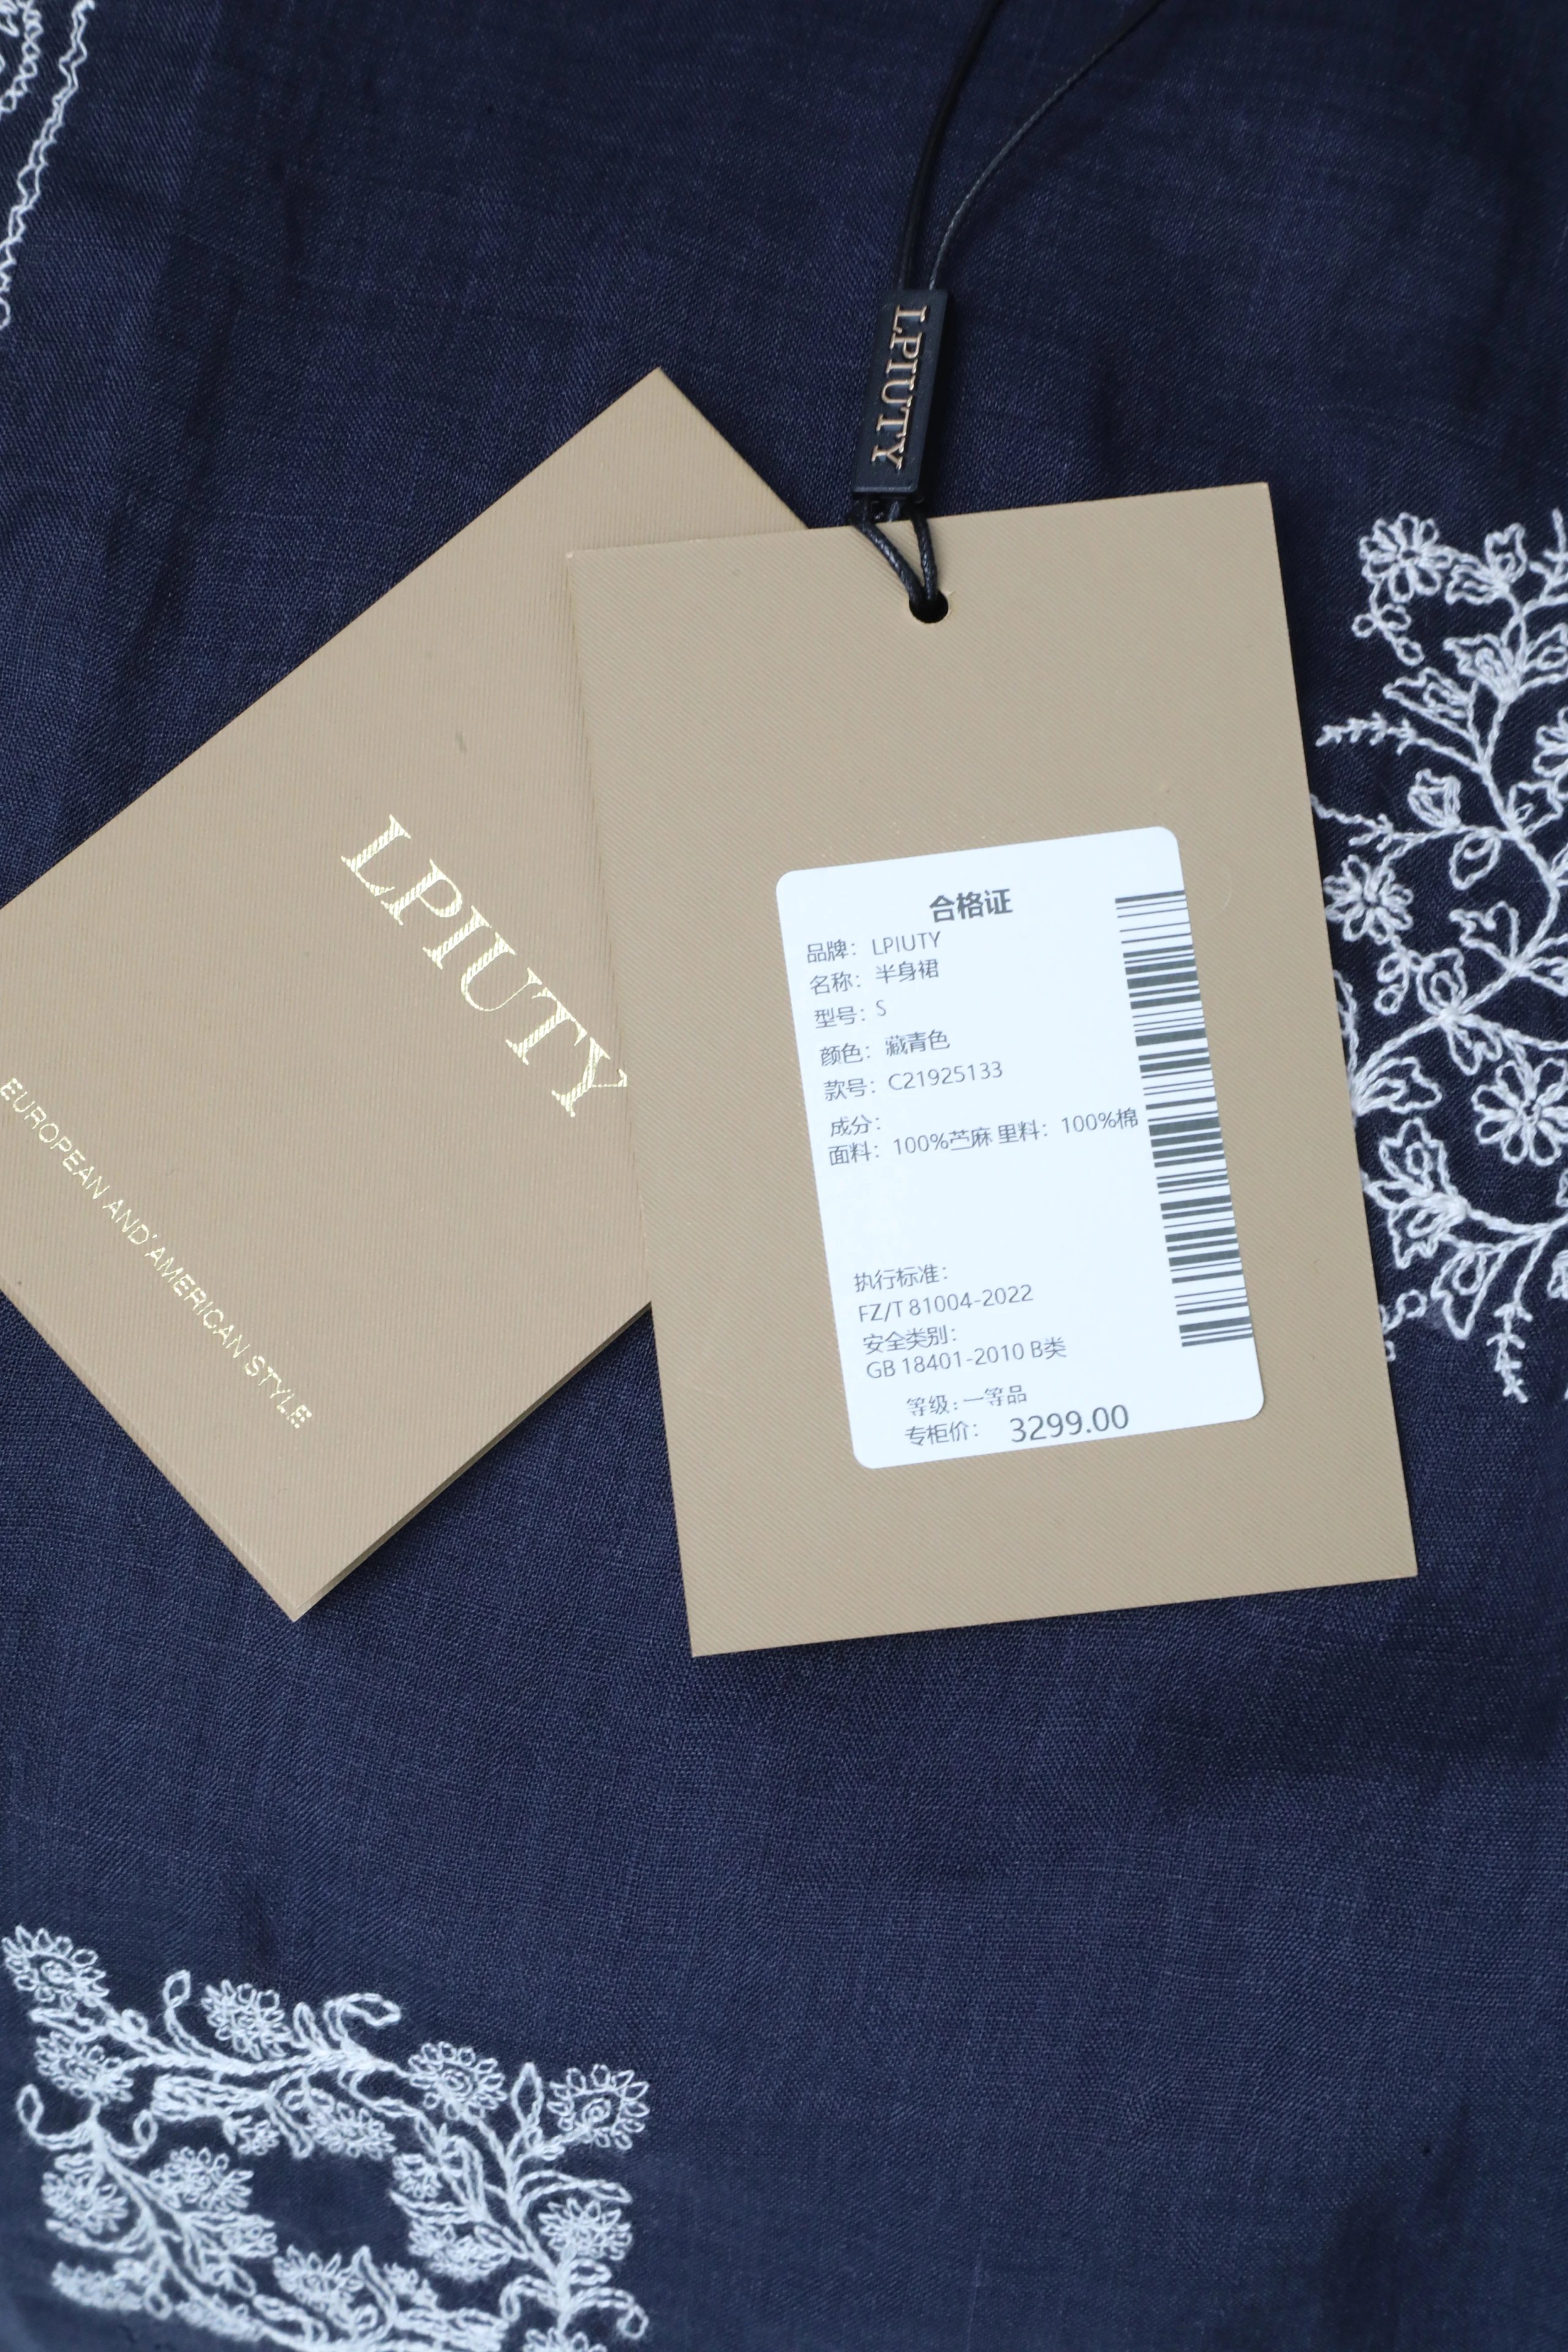 LPIUTY
LPIUTY
EUROPEAN AND AMERICAN STYLE
合格证
品牌：LPIUTY
名称：半身裙
型号：S
颜色：藏青色
款号：C21925133
成分：
面料：100%苎麻 里料：100%棉
执行标准：
FZ/T 81004-2022
安全类别：
GB 18401-2010 B类
等级：一等品
专柜价： 3299.00